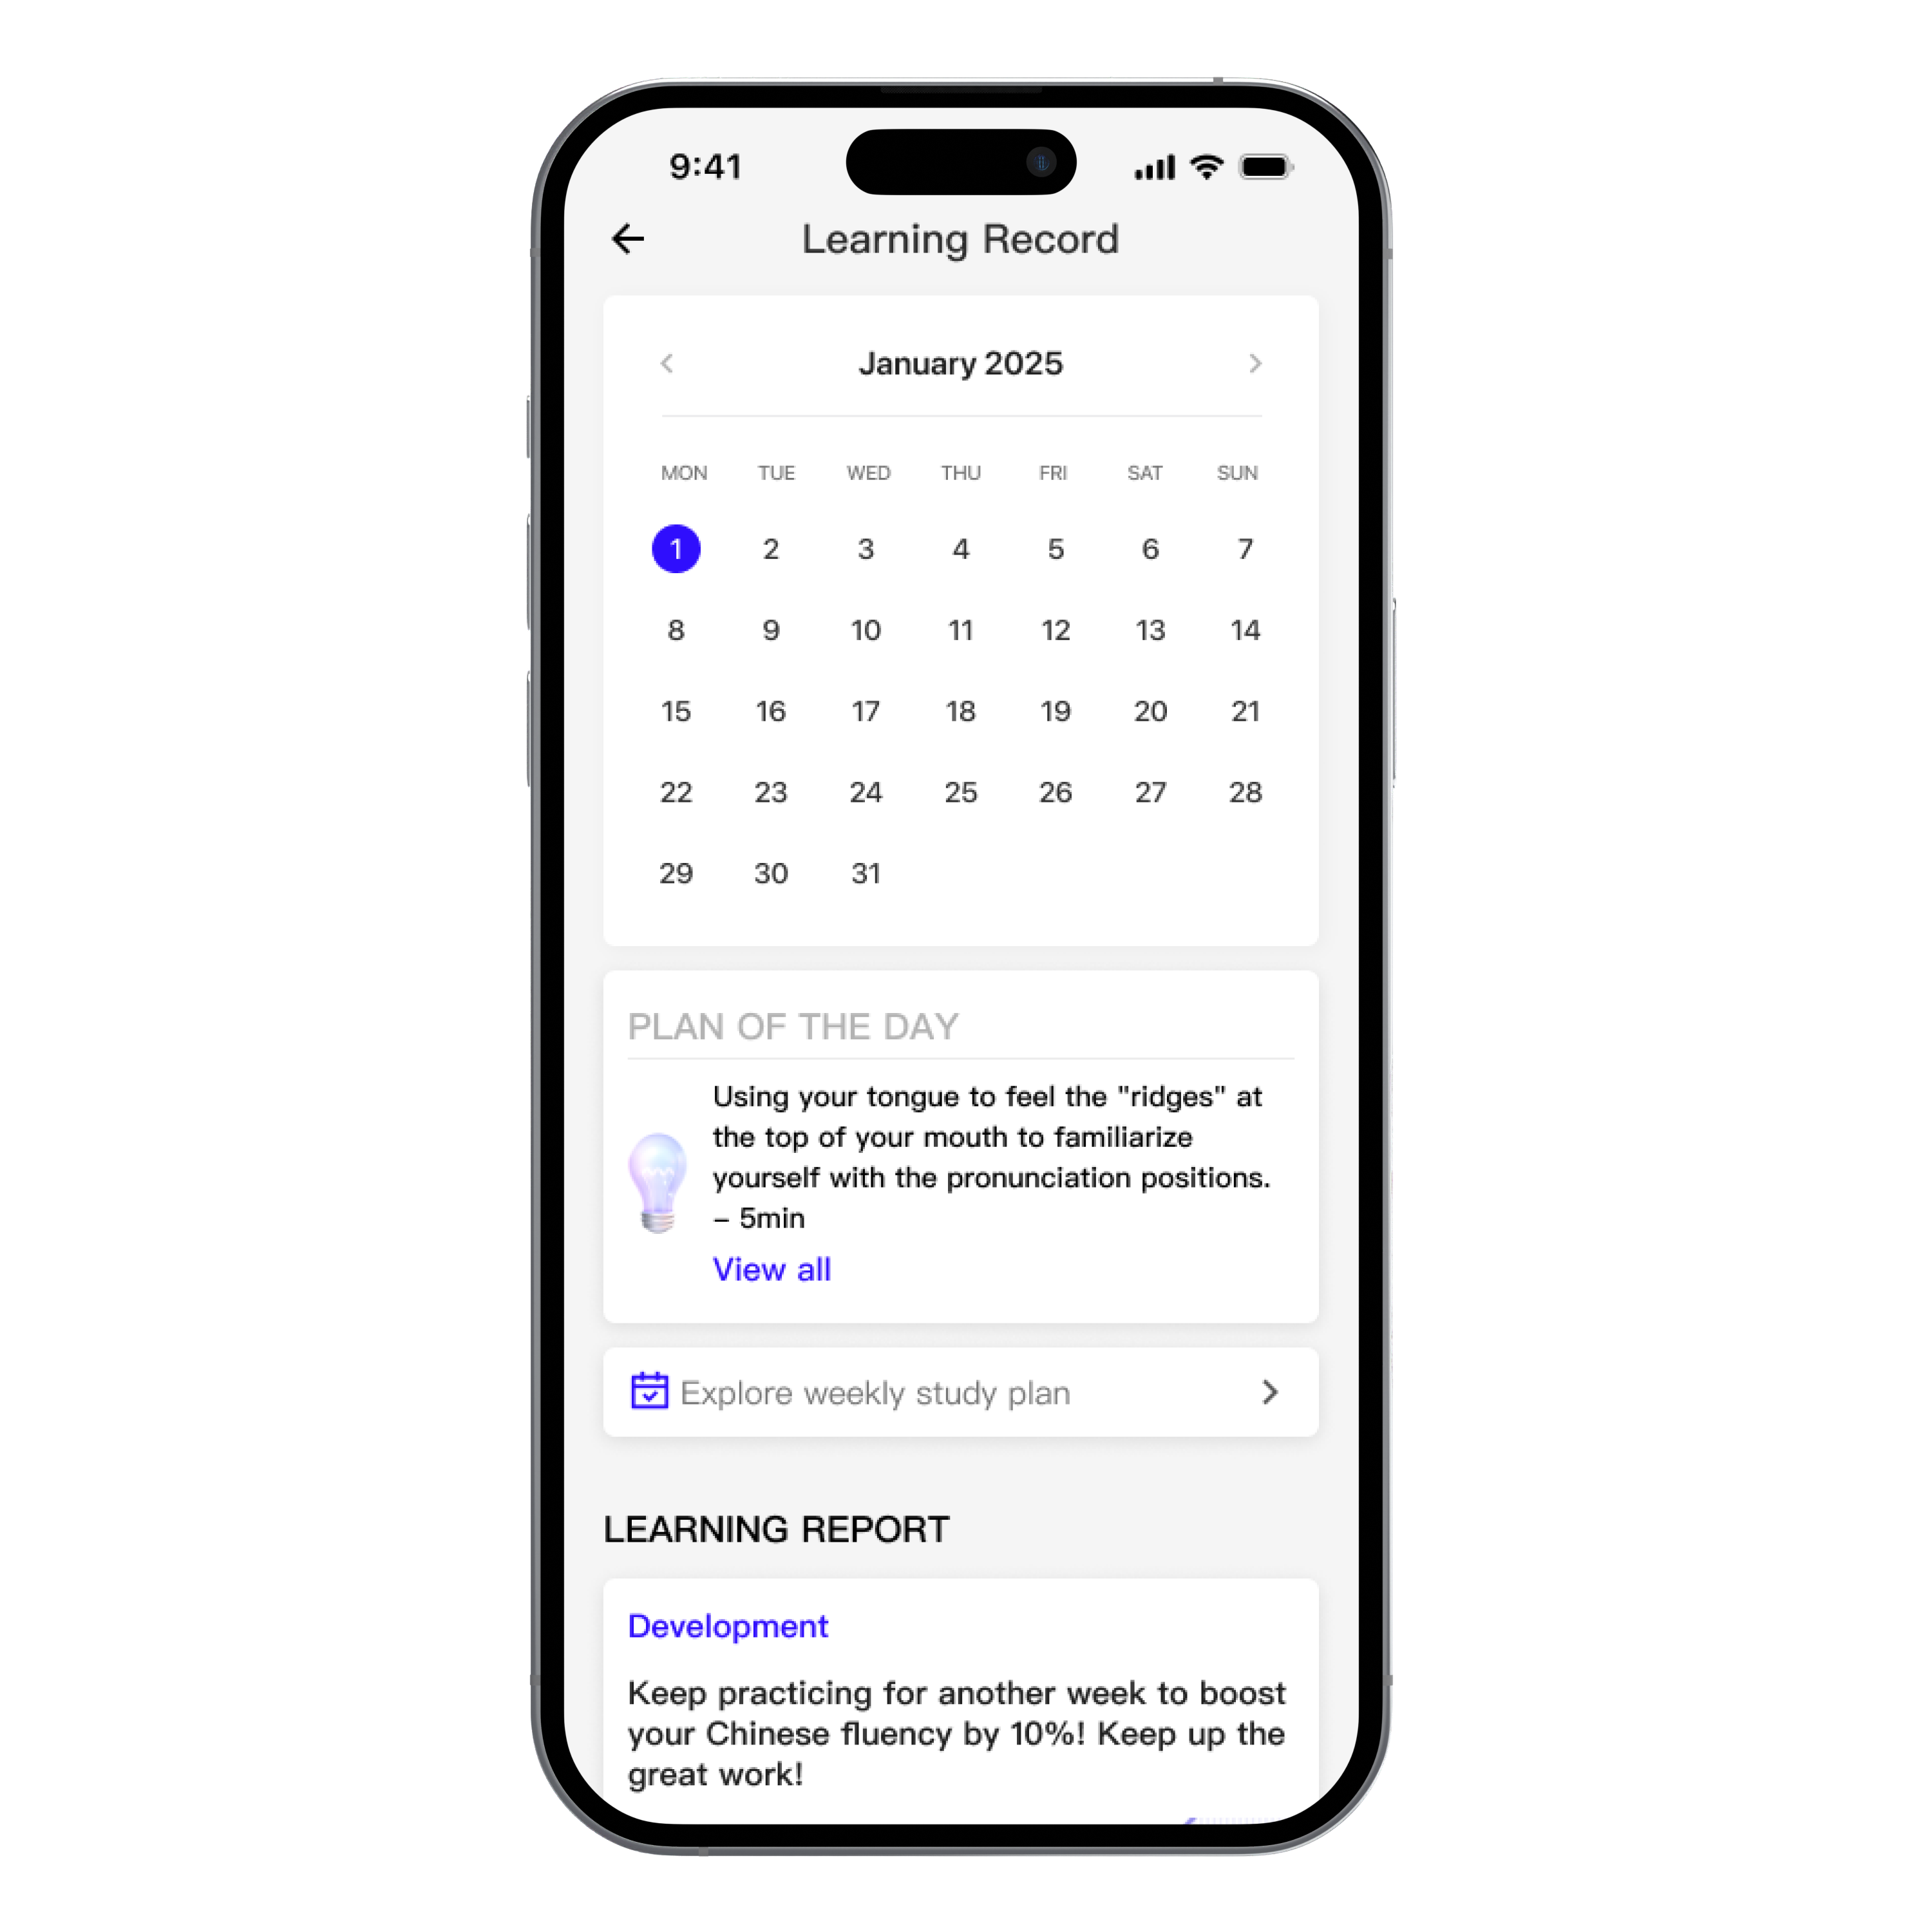 9:41
Learning Record
January 2025
MON TUE WED THU FRI SAT SUN
1 2 3 4 5 6 7
8 9 10 11 12 13 14
15 16 17 18 19 20 21
22 23 24 25 26 27 28
29 30 31
PLAN OF THE DAY
Using your tongue to feel the "ridges" at
the top of your mouth to familiarize
yourself with the pronunciation positions.
– 5min
View all
Explore weekly study plan
LEARNING REPORT
Development
Keep practicing for another week to boost
your Chinese fluency by 10%! Keep up the
great work!